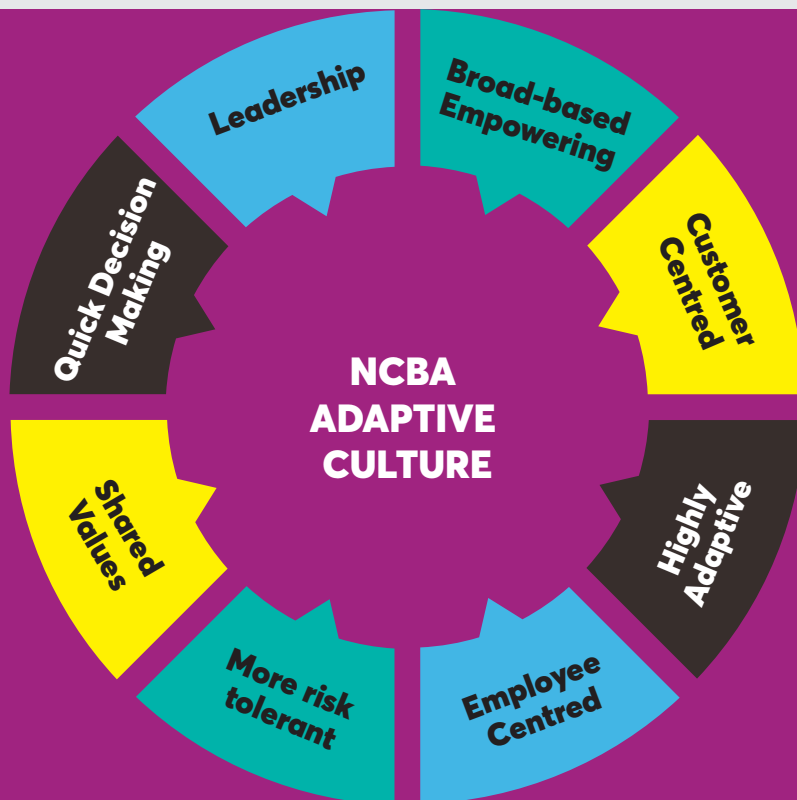 Leadership
Broad-based
Empowering
Customer
Centred
Highly
Adaptive
Employee
Centred
More risk
tolerant
Shared
Values
Quick Decision
Making
NCBA
ADAPTIVE
CULTURE